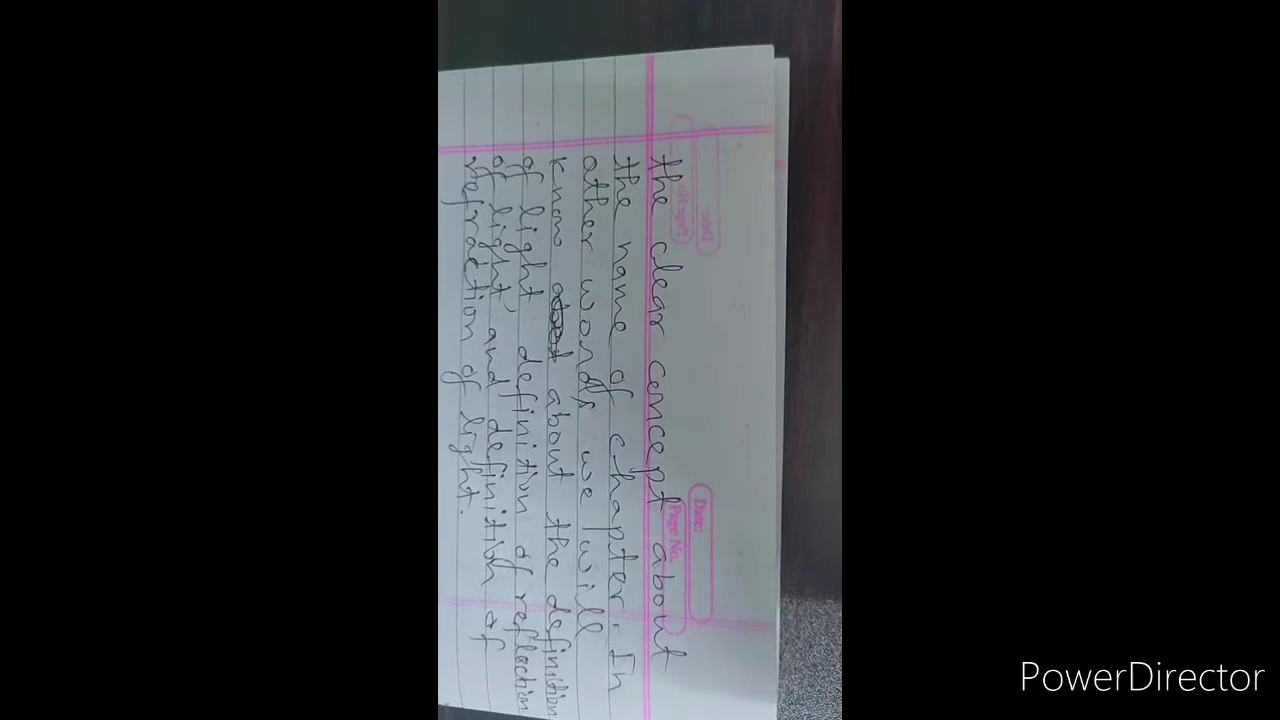 Date:
Page No.
the clear concept about
the name of chapter. In
other words we will
know about the definition
of light definition of reflection
of light and definition of
refraction of light.
PowerDirector